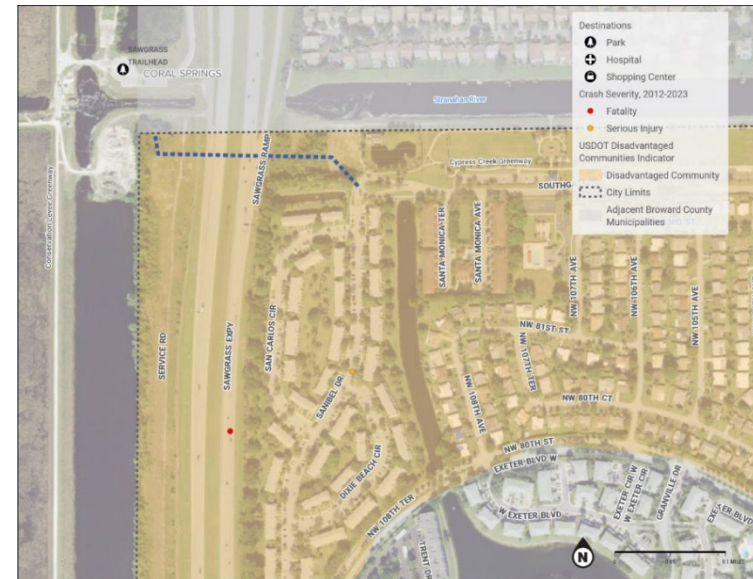 Destinations
Park
Hospital
Shopping Center
Crash Severity, 2012-2023
Fatality
Serious Injury
USDOT Disadvantaged
Communities Indicator
Disadvantaged Community
City Limits
Adjacent Broward County
Municipalities
SAWGRASS
TRAILHEAD
CORAL SPRINGS
Stranahan River
Conservation Levee Greenway
SAWGRASS RAMP
Cypress Creek Greenway
SANTA MONICA TER
SANTA MONICA AVE
NW 107TH AVE
NW 106TH AVE
NW 105TH AVE
SERVICE RD
SAWGRASS EXPY
SAN CARLOS CIR
SANIBEL DR
NW 81ST ST
NW 107TH TER
NW 108TH AVE
NW 80TH CT
NW 80TH ST
DIXIE BEACH CIR
NW 108TH TER
EXETER BLVD W
W EXETER BLVD
EXETER CIR W
W EXETER CIR
GRANVILLE DR
TRENT DR
N
0.1 MILES